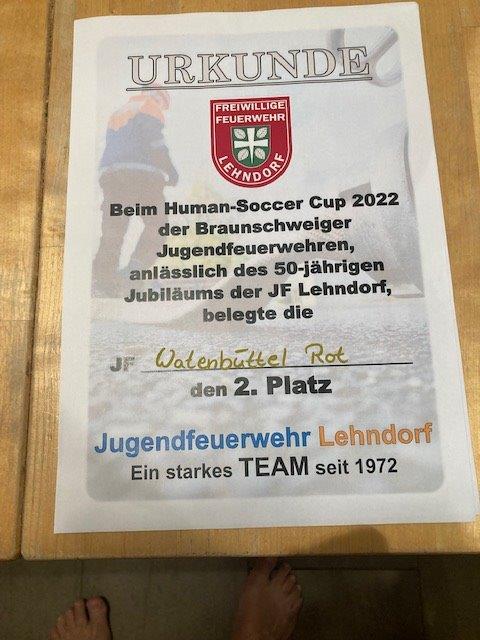 URKUNDE
FREIWILLIGE
FEUERWEHR
LEHNDORF
Beim Human-Soccer Cup 2022
der Braunschweiger
Jugendfeuerwehren,
anlässlich des 50-jährigen
Jubiläums der JF Lehndorf,
belegte die
JF Watenbüttel Rot
den 2. Platz
Jugendfeuerwehr Lehndorf
Ein starkes TEAM seit 1972